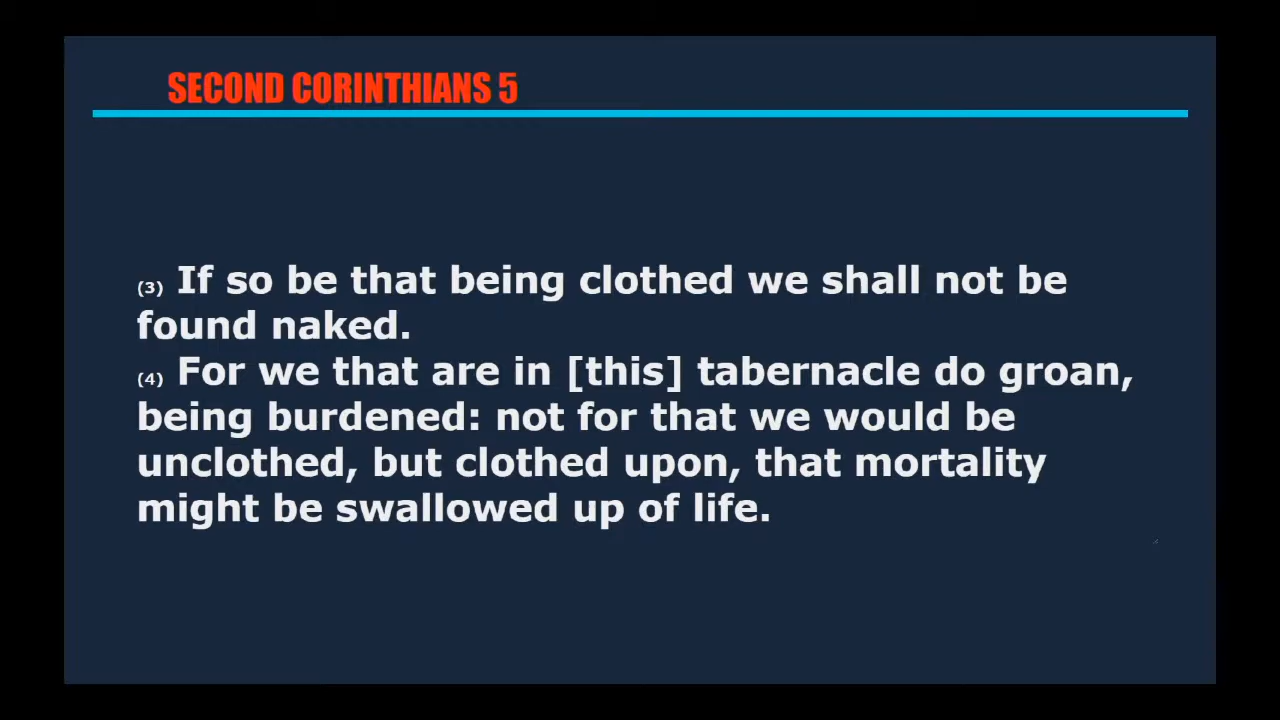 SECOND CORINTHIANS 5
(3) If so be that being clothed we shall not be
found naked.
(4) For we that are in [this] tabernacle do groan,
being burdened: not for that we would be
unclothed, but clothed upon, that mortality
might be swallowed up of life.